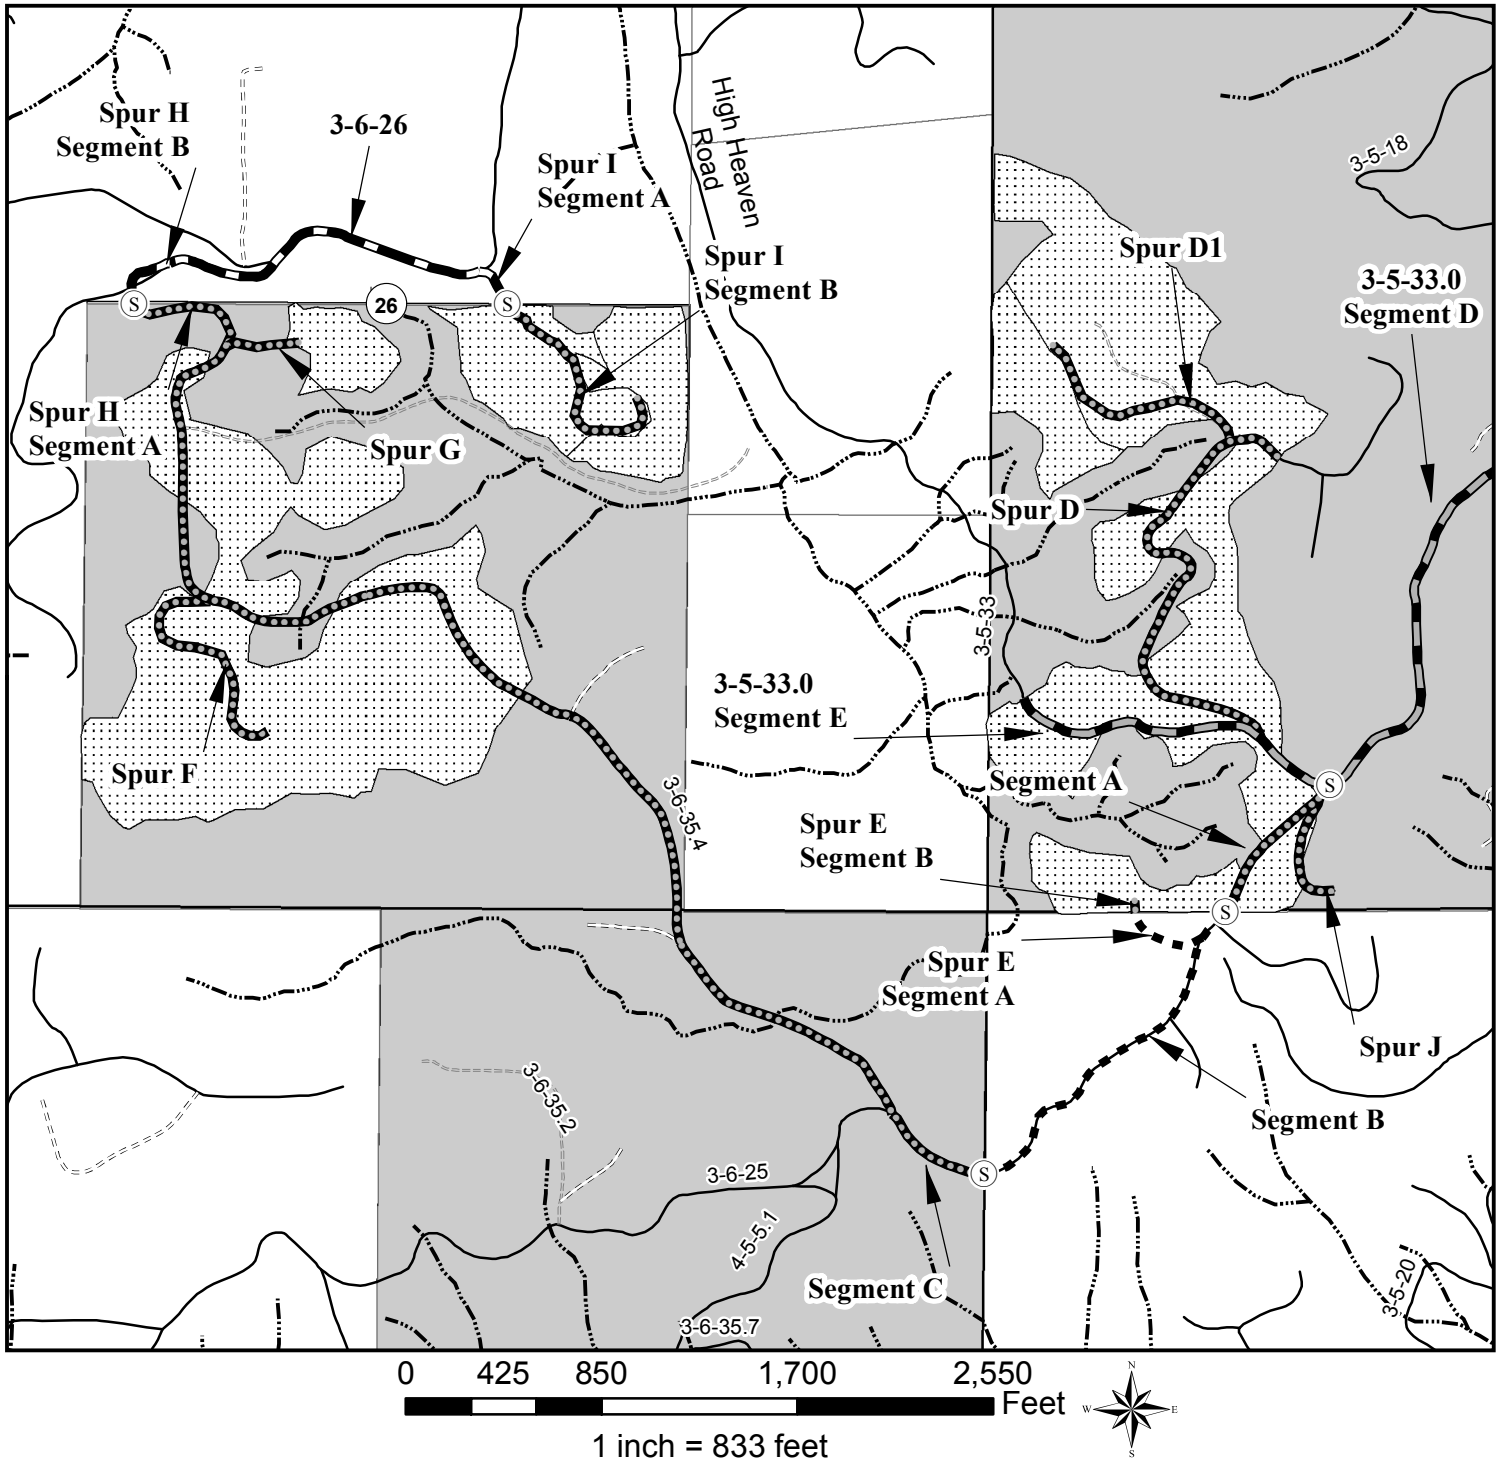 Spur H
Segment B
3-6-26
Spur I
Segment A
High Heaven
Road
3-5-18
Spur I
Segment B
Spur D1
3-5-33.0
Segment D
S
26
S
Spur H
Segment A
Spur G
Spur D
3-5-33
3-5-33.0
Segment E
Spur F
3-6-35.4
Segment A
S
Spur E
Segment B
S
Spur E
Segment A
Spur J
3-6-35.2
Segment B
3-6-25
S
4-5-5.1
Segment C
3-5-20
3-6-35.7
0 425 850 1,700 2,550
Feet
1 inch = 833 feet
N
W E
S